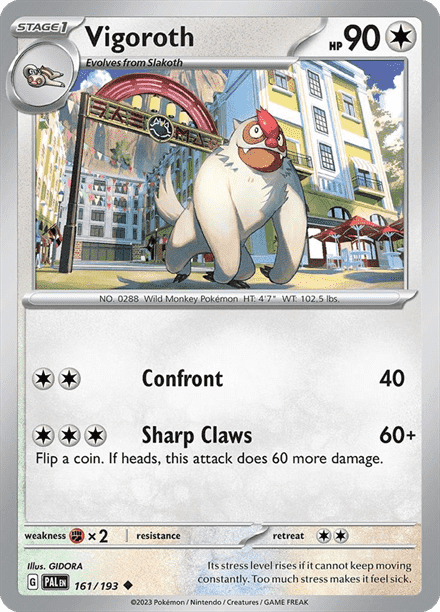 STAGE 1
Vigoroth
HP 90
Evolves from Slakoth
NO. 0288 Wild Monkey Pokémon HT: 4'7" WT: 102.5 lbs.
Confront 40
Sharp Claws 60+
Flip a coin. If heads, this attack does 60 more damage.
weakness ×2 resistance retreat
Illus. GIDORA
G PAL EN 161/193
Its stress level rises if it cannot keep moving
constantly. Too much stress makes it feel sick.
©2023 Pokémon / Nintendo / Creatures / GAME FREAK